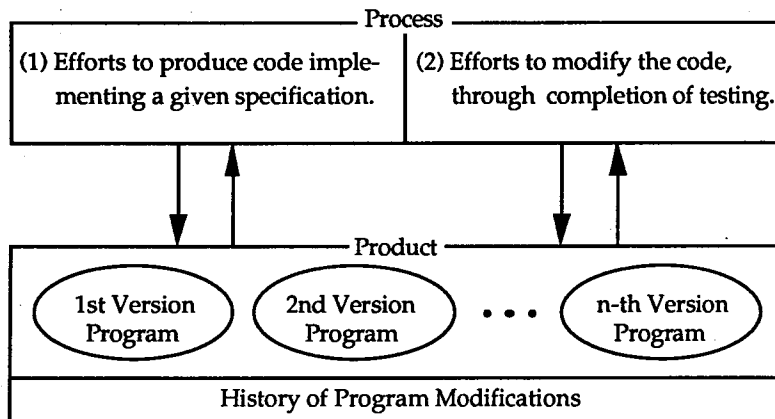 Process
(1) Efforts to produce code imple-
menting a given specification.
(2) Efforts to modify the code,
through completion of testing.
Product
1st Version
Program
2nd Version
Program
• • •
n-th Version
Program
History of Program Modifications